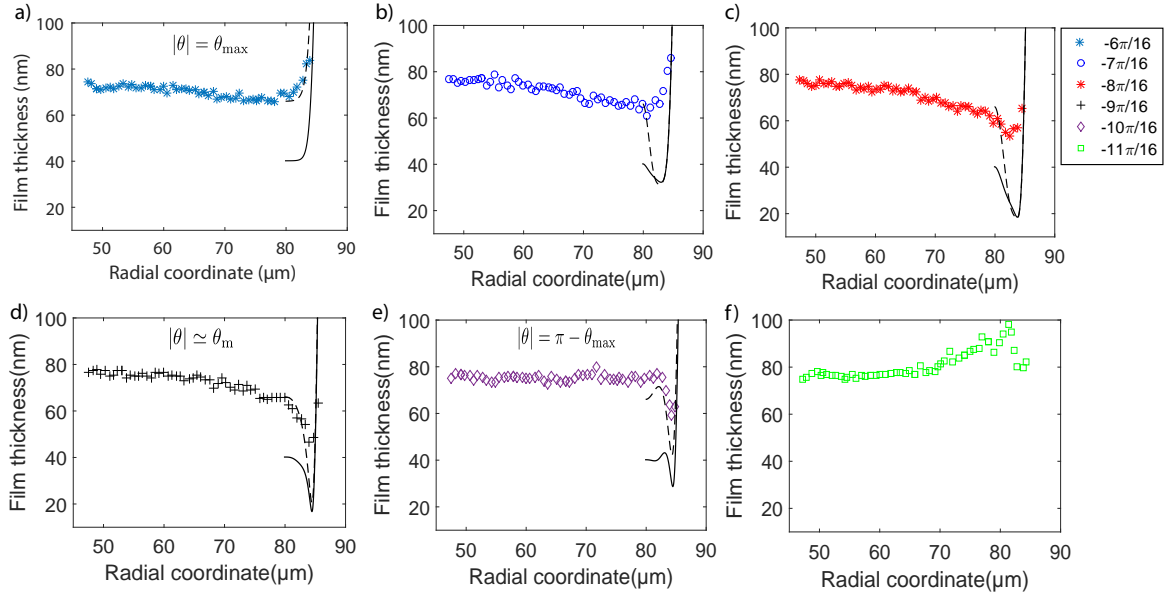 a)
|θ| = θmax
Film thickness (nm)
100
80
60
40
20
50 60 70 80 90
Radial coordinate (µm)
b)
Film thickness(nm)
100
80
60
40
20
50 60 70 80 90
Radial coordinate(µm)
c)
Film thickness(nm)
100
80
60
40
20
50 60 70 80 90
Radial coordinate(µm)
-6π/16
-7π/16
-8π/16
-9π/16
-10π/16
-11π/16
d)
|θ| ≃ θm
Film thickness(nm)
100
80
60
40
20
50 60 70 80 90
Radial coordinate(µm)
e)
|θ| = π − θmax
Film thickness(nm)
100
80
60
40
20
50 60 70 80 90
Radial coordinate(µm)
f)
Film thickness(nm)
100
80
60
40
20
50 60 70 80 90
Radial coordinate(µm)